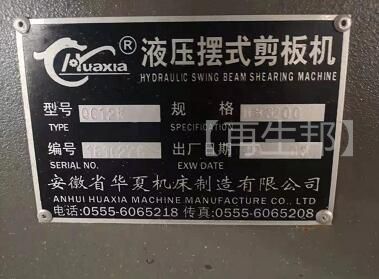 Huaxia ® 液压摆式剪板机
HYDRAULIC SWING BEAM SHEARING MACHINE
型号 QC12K 规格
TYPE SPECIFICATION
编号 出厂日期
SERIAL NO. EXW DATE
【再生邦】
安徽省华夏机床制造有限公司
ANHUI HUAXIA MACHINE MANUFACTURE CO., LTD
电话:0555-6065218 传真:0555-6065208